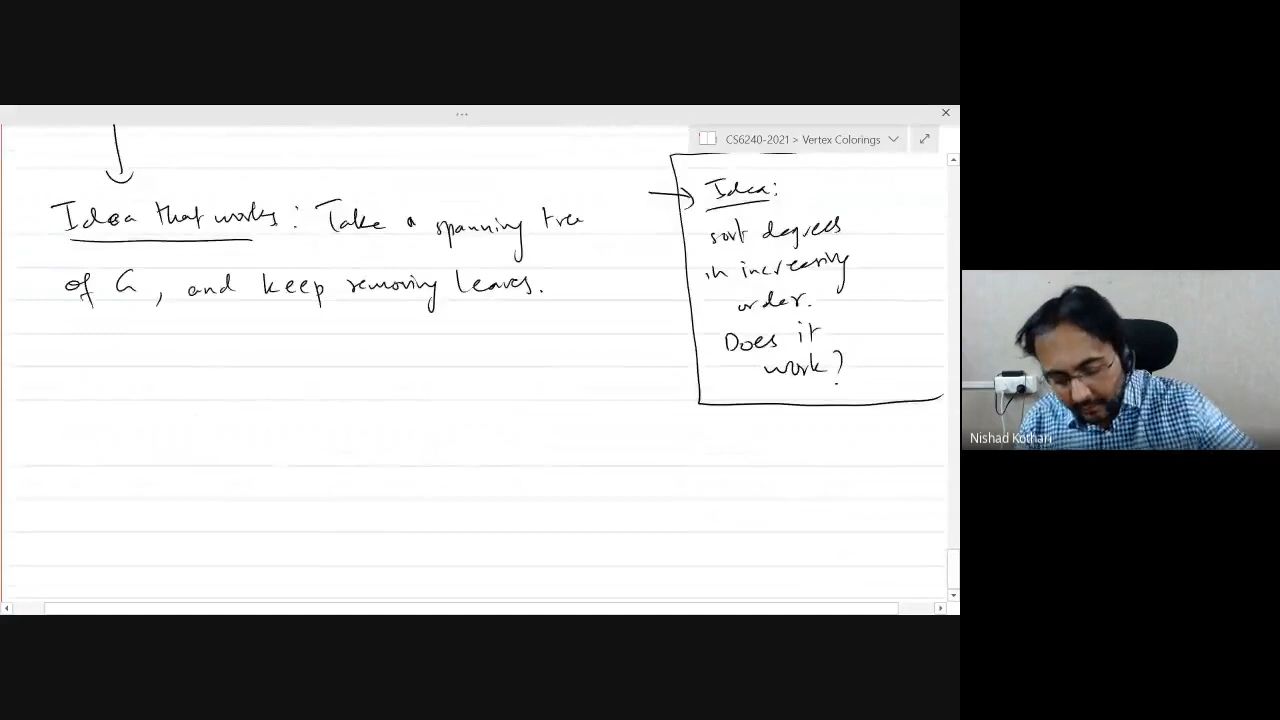 CS6240-2021 > Vertex Colorings
Idea that works: Take a spanning tree
of G, and keep removing leaves.
Idea:
sort degrees
in increasing
order.
Does it
work?
Nishad Kothari